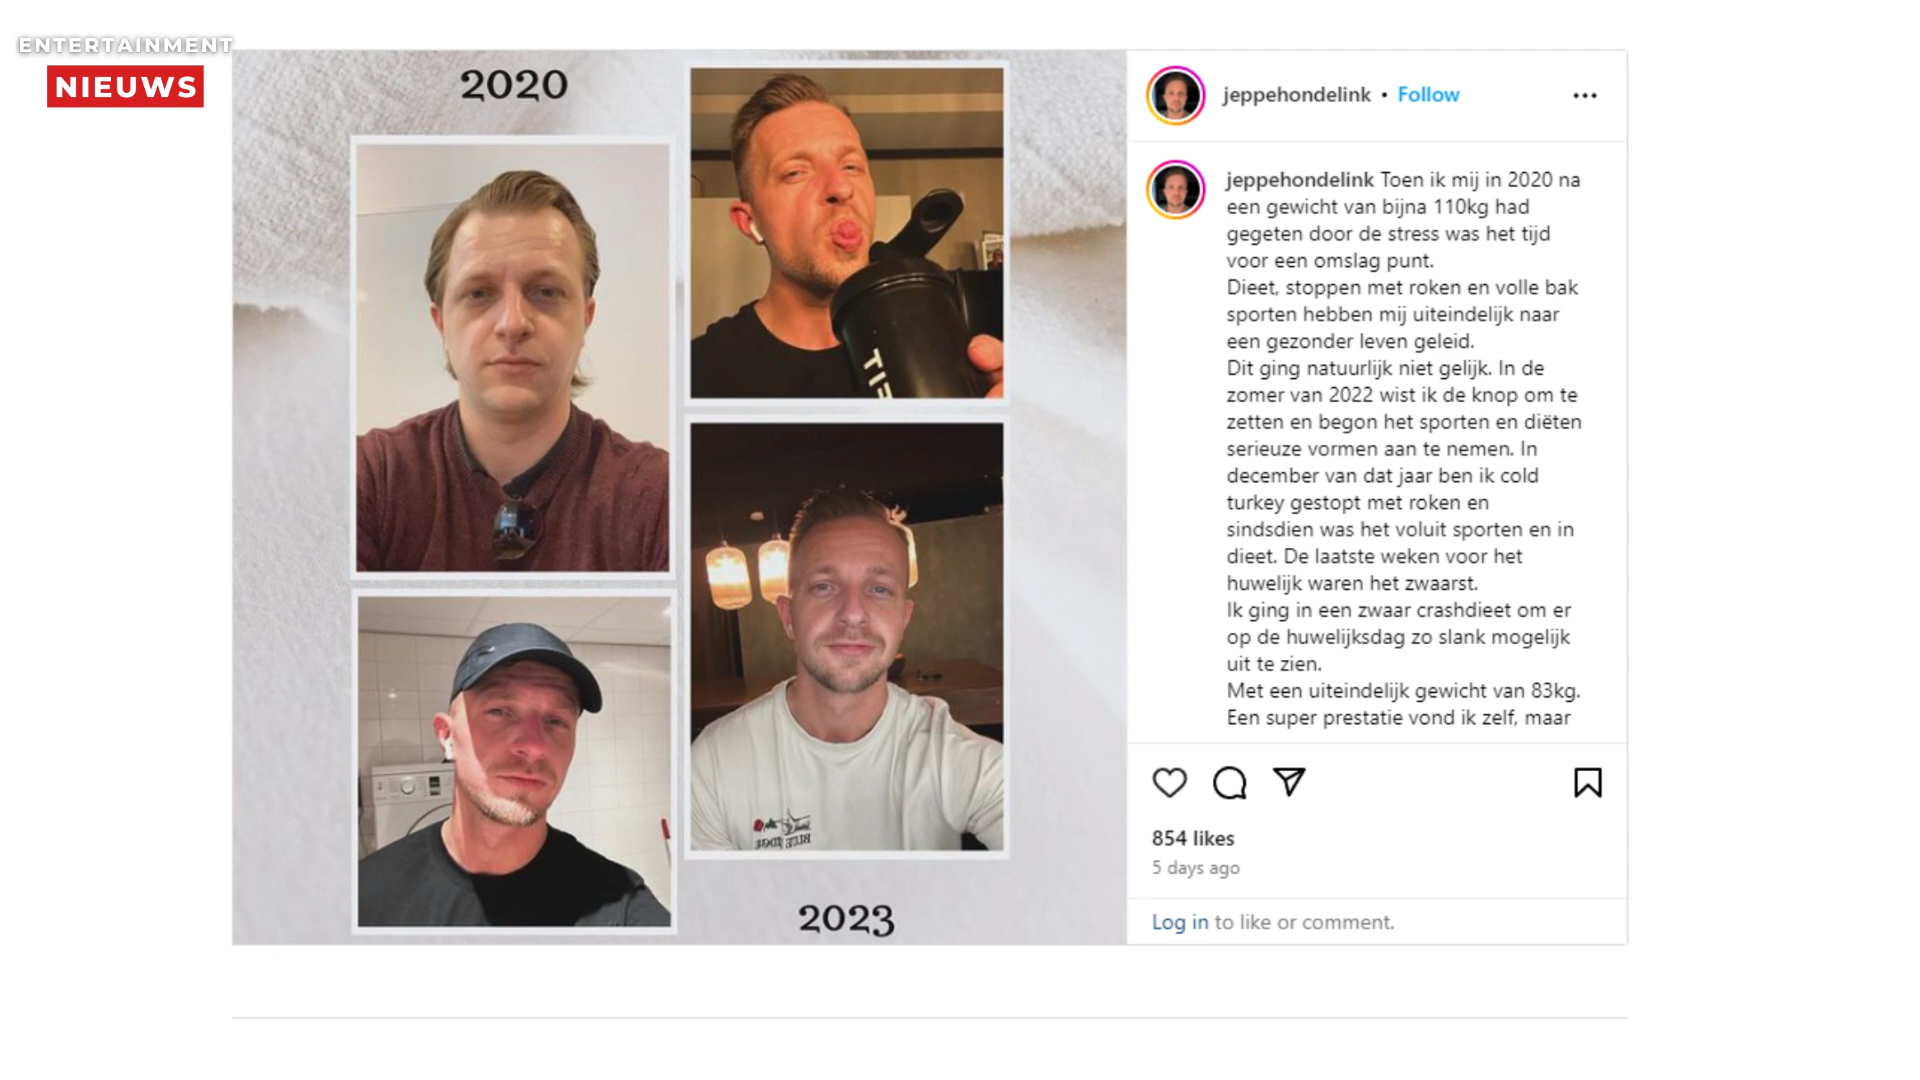 ENTERTAINMENT
NIEUWS
2020
TIF
2023
jeppehondelink • Follow
jeppehondelink Toen ik mij in 2020 na
een gewicht van bijna 110kg had
gegeten door de stress was het tijd
voor een omslag punt.
Dieet, stoppen met roken en volle bak
sporten hebben mij uiteindelijk naar
een gezonder leven geleid.
Dit ging natuurlijk niet gelijk. In de
zomer van 2022 wist ik de knop om te
zetten en begon het sporten en diëten
serieuze vormen aan te nemen. In
december van dat jaar ben ik cold
turkey gestopt met roken en
sindsdien was het voluit sporten en in
dieet. De laatste weken voor het
huwelijk waren het zwaarst.
Ik ging in een zwaar crashdieet om er
op de huwelijksdag zo slank mogelijk
uit te zien.
Met een uiteindelijk gewicht van 83kg.
Een super prestatie vond ik zelf, maar
854 likes
5 days ago
Log in to like or comment.